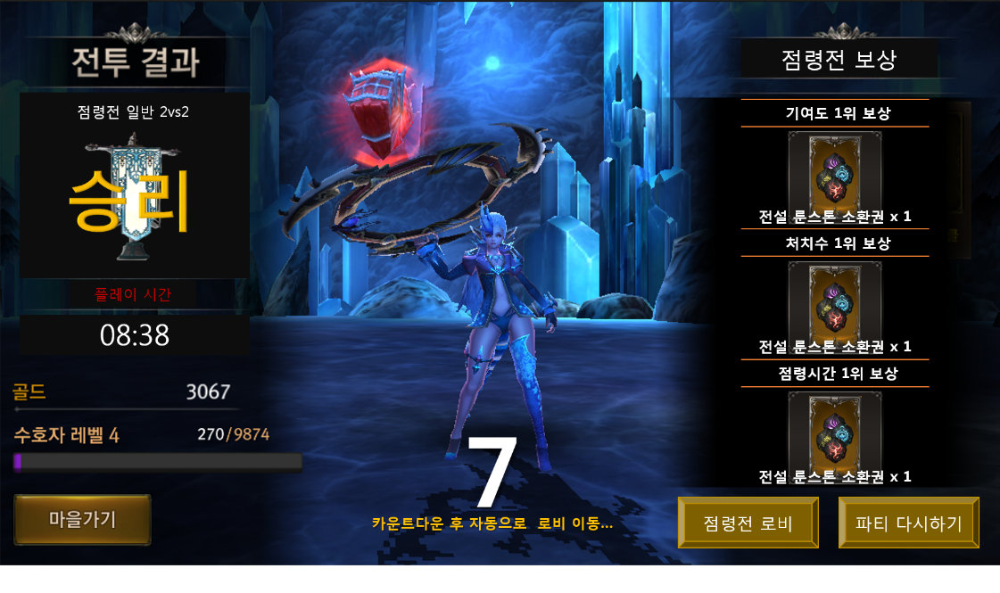 전투 결과
점령전 일반 2vs2
승리
플레이 시간
08:38
골드 3067
수호자 레벨 4 270/9874
마을가기
7
카운트다운 후 자동으로 로비 이동...
점령전 보상
기여도 1위 보상
전설 룬스톤 소환권 x 1
처치수 1위 보상
전설 룬스톤 소환권 x 1
점령시간 1위 보상
전설 룬스톤 소환권 x 1
점령전 로비
파티 다시하기